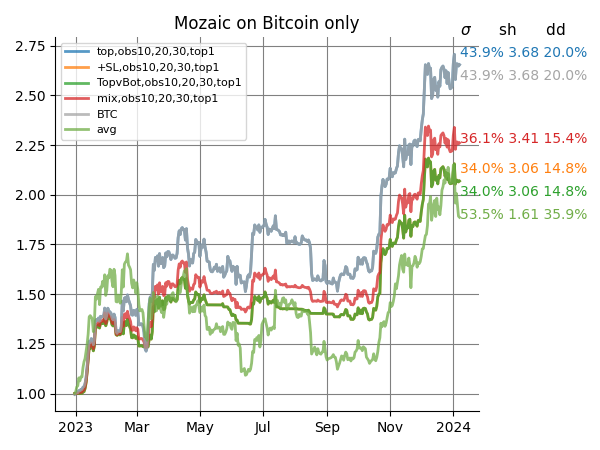 Mozaic on Bitcoin only
σ sh dd
top,obs10,20,30,top1
+SL,obs10,20,30,top1
TopvBot,obs10,20,30,top1
mix,obs10,20,30,top1
BTC
avg
43.9% 3.68 20.0%
43.9% 3.68 20.0%
36.1% 3.41 15.4%
34.0% 3.06 14.8%
34.0% 3.06 14.8%
53.5% 1.61 35.9%
2.75
2.50
2.25
2.00
1.75
1.50
1.25
1.00
2023 Mar May Jul Sep Nov 2024